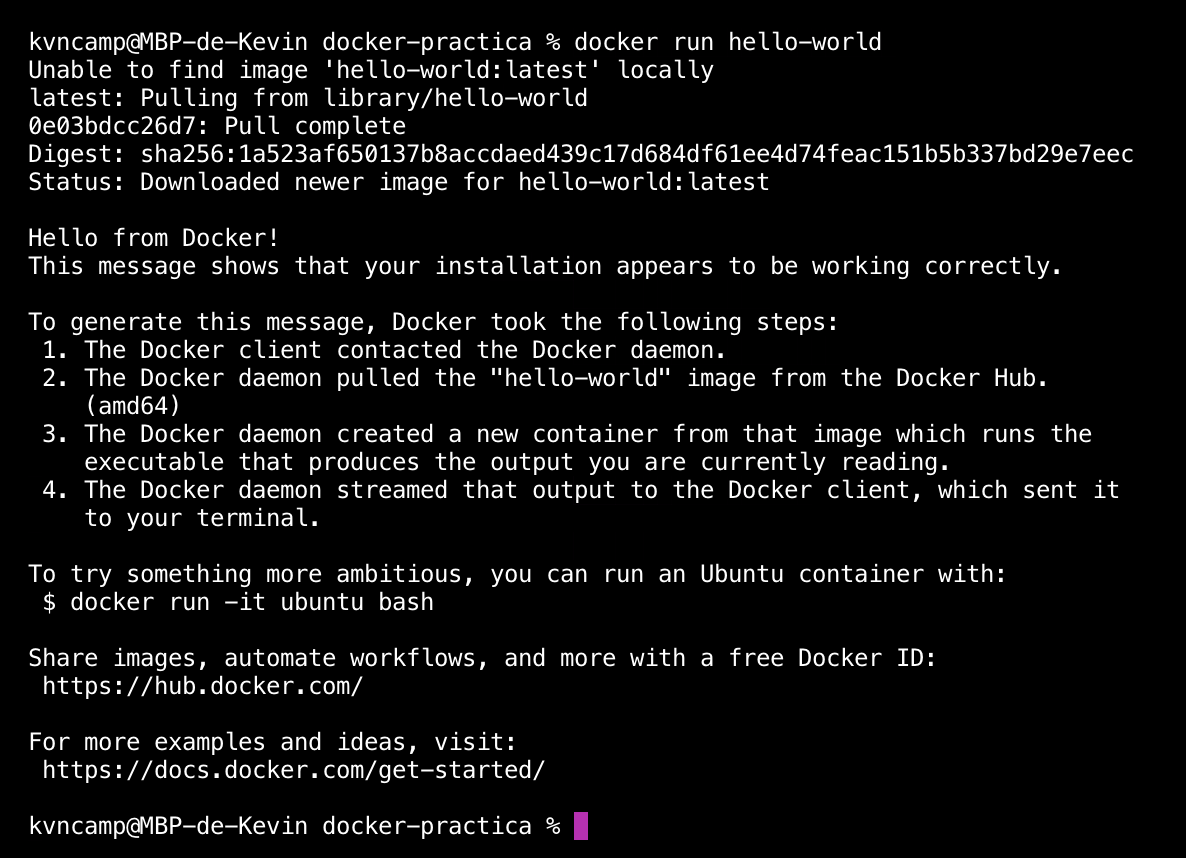 kvncamp@MBP-de-Kevin docker-practica % docker run hello-world
Unable to find image 'hello-world:latest' locally
latest: Pulling from library/hello-world
0e03bdcc26d7: Pull complete
Digest: sha256:1a523af650137b8accdaed439c17d684df61ee4d74feac151b5b337bd29e7eec
Status: Downloaded newer image for hello-world:latest

Hello from Docker!
This message shows that your installation appears to be working correctly.

To generate this message, Docker took the following steps:
 1. The Docker client contacted the Docker daemon.
 2. The Docker daemon pulled the "hello-world" image from the Docker Hub.
    (amd64)
 3. The Docker daemon created a new container from that image which runs the
    executable that produces the output you are currently reading.
 4. The Docker daemon streamed that output to the Docker client, which sent it
    to your terminal.

To try something more ambitious, you can run an Ubuntu container with:
 $ docker run -it ubuntu bash

Share images, automate workflows, and more with a free Docker ID:
 https://hub.docker.com/

For more examples and ideas, visit:
 https://docs.docker.com/get-started/

kvncamp@MBP-de-Kevin docker-practica %